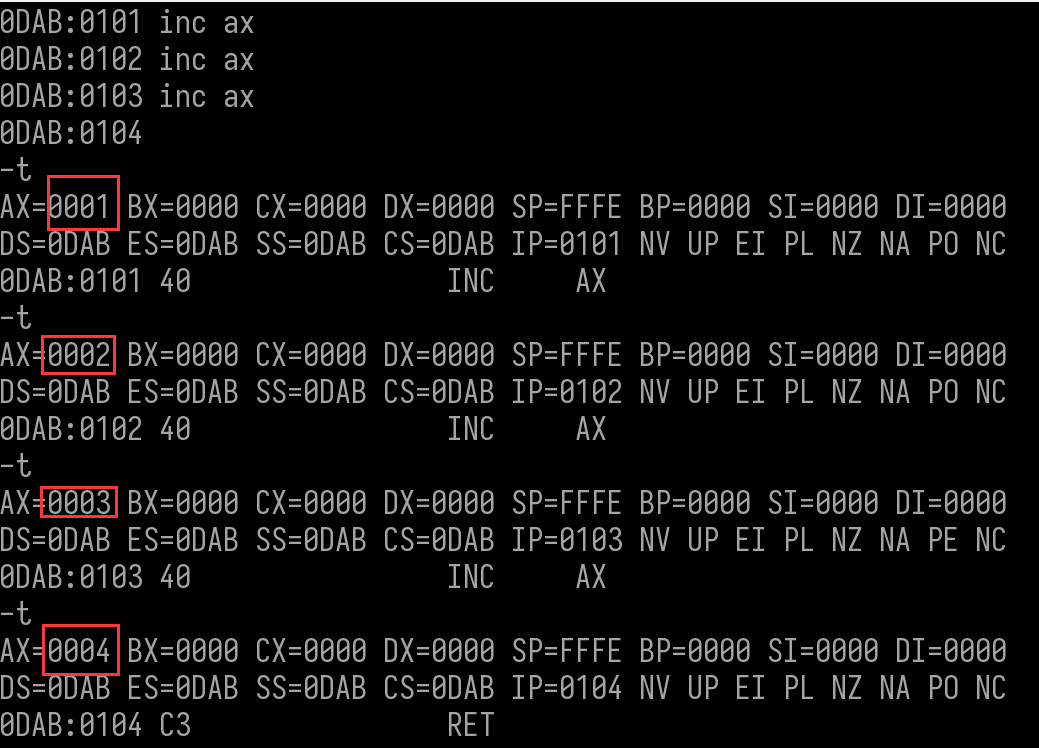 0DAB:0101 inc ax
0DAB:0102 inc ax
0DAB:0103 inc ax
0DAB:0104
-t
AX=0001 BX=0000 CX=0000 DX=0000 SP=FFFE BP=0000 SI=0000 DI=0000
DS=0DAB ES=0DAB SS=0DAB CS=0DAB IP=0101 NV UP EI PL NZ NA PO NC
0DAB:0101 40                INC     AX
-t
AX=0002 BX=0000 CX=0000 DX=0000 SP=FFFE BP=0000 SI=0000 DI=0000
DS=0DAB ES=0DAB SS=0DAB CS=0DAB IP=0102 NV UP EI PL NZ NA PO NC
0DAB:0102 40                INC     AX
-t
AX=0003 BX=0000 CX=0000 DX=0000 SP=FFFE BP=0000 SI=0000 DI=0000
DS=0DAB ES=0DAB SS=0DAB CS=0DAB IP=0103 NV UP EI PL NZ NA PE NC
0DAB:0103 40                INC     AX
-t
AX=0004 BX=0000 CX=0000 DX=0000 SP=FFFE BP=0000 SI=0000 DI=0000
DS=0DAB ES=0DAB SS=0DAB CS=0DAB IP=0104 NV UP EI PL NZ NA PO NC
0DAB:0104 C3                RET